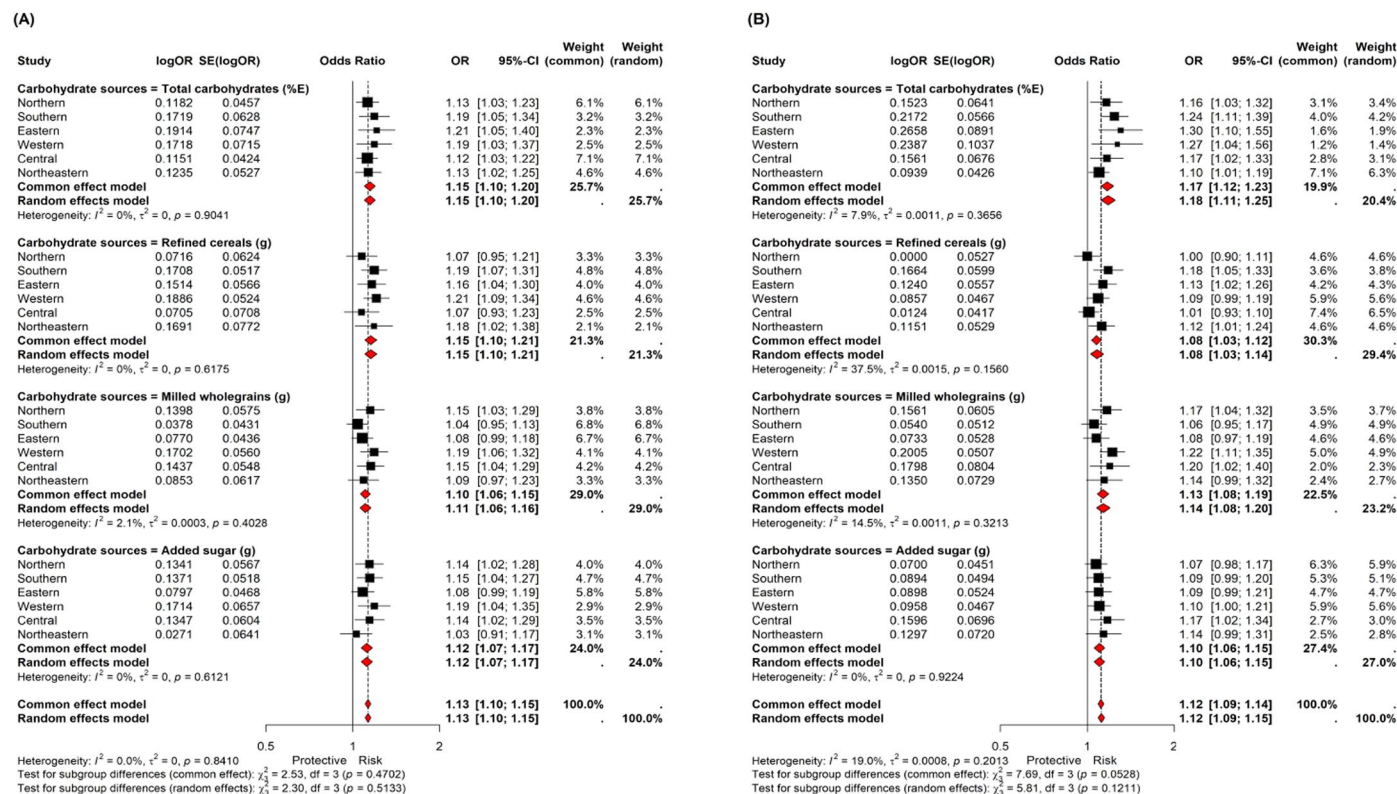 (A)
Weight Weight
Study logOR SE(logOR) Odds Ratio OR 95%-CI (common) (random)
Carbohydrate sources = Total carbohydrates (%E)
Northern 0.1182 0.0457 1.13 [1.03; 1.23] 6.1% 6.1%
Southern 0.1719 0.0628 1.19 [1.05; 1.34] 3.2% 3.2%
Eastern 0.1914 0.0747 1.21 [1.05; 1.40] 2.3% 2.3%
Western 0.1718 0.0715 1.19 [1.03; 1.37] 2.5% 2.5%
Central 0.1151 0.0424 1.12 [1.03; 1.22] 7.1% 7.1%
Northeastern 0.1235 0.0527 1.13 [1.02; 1.25] 4.6% 4.6%
Common effect model 1.15 [1.10; 1.20] 25.7% .
Random effects model 1.15 [1.10; 1.20] . 25.7%
Heterogeneity: I² = 0%, τ² = 0, p = 0.9041
Carbohydrate sources = Refined cereals (g)
Northern 0.0716 0.0624 1.07 [0.95; 1.21] 3.3% 3.3%
Southern 0.1708 0.0517 1.19 [1.07; 1.31] 4.8% 4.8%
Eastern 0.1514 0.0566 1.16 [1.04; 1.30] 4.0% 4.0%
Western 0.1886 0.0524 1.21 [1.09; 1.34] 4.6% 4.6%
Central 0.0705 0.0708 1.07 [0.93; 1.23] 2.5% 2.5%
Northeastern 0.1691 0.0772 1.18 [1.02; 1.38] 2.1% 2.1%
Common effect model 1.15 [1.10; 1.21] 21.3% .
Random effects model 1.15 [1.10; 1.21] . 21.3%
Heterogeneity: I² = 0%, τ² = 0, p = 0.6175
Carbohydrate sources = Milled wholegrains (g)
Northern 0.1398 0.0575 1.15 [1.03; 1.29] 3.8% 3.8%
Southern 0.0378 0.0431 1.04 [0.95; 1.13] 6.8% 6.8%
Eastern 0.0770 0.0436 1.08 [0.99; 1.18] 6.7% 6.7%
Western 0.1702 0.0560 1.19 [1.06; 1.32] 4.1% 4.1%
Central 0.1437 0.0548 1.15 [1.04; 1.29] 4.2% 4.2%
Northeastern 0.0853 0.0617 1.09 [0.97; 1.23] 3.3% 3.3%
Common effect model 1.10 [1.06; 1.15] 29.0% .
Random effects model 1.11 [1.06; 1.16] . 29.0%
Heterogeneity: I² = 2.1%, τ² = 0.0003, p = 0.4028
Carbohydrate sources = Added sugar (g)
Northern 0.1341 0.0567 1.14 [1.02; 1.28] 4.0% 4.0%
Southern 0.1371 0.0518 1.15 [1.04; 1.27] 4.7% 4.7%
Eastern 0.0797 0.0468 1.08 [0.99; 1.19] 5.8% 5.8%
Western 0.1714 0.0657 1.19 [1.04; 1.35] 2.9% 2.9%
Central 0.1347 0.0604 1.14 [1.02; 1.29] 3.5% 3.5%
Northeastern 0.0271 0.0641 1.03 [0.91; 1.17] 3.1% 3.1%
Common effect model 1.12 [1.07; 1.17] 24.0% .
Random effects model 1.12 [1.07; 1.17] . 24.0%
Heterogeneity: I² = 0%, τ² = 0, p = 0.6121
Common effect model 1.13 [1.10; 1.15] 100.0% .
Random effects model 1.13 [1.10; 1.15] . 100.0%
0.5 1 2
Heterogeneity: I² = 0.0%, τ² = 0, p = 0.8410 Protective Risk
Test for subgroup differences (common effect): χ²₃ = 2.53, df = 3 (p = 0.4702)
Test for subgroup differences (random effects): χ²₃ = 2.30, df = 3 (p = 0.5133)
(B)
Weight Weight
Study logOR SE(logOR) Odds Ratio OR 95%-CI (common) (random)
Carbohydrate sources = Total carbohydrates (%E)
Northern 0.1523 0.0641 1.16 [1.03; 1.32] 3.1% 3.4%
Southern 0.2172 0.0566 1.24 [1.11; 1.39] 4.0% 4.2%
Eastern 0.2658 0.0891 1.30 [1.10; 1.55] 1.6% 1.9%
Western 0.2387 0.1037 1.27 [1.04; 1.56] 1.2% 1.4%
Central 0.1561 0.0676 1.17 [1.02; 1.33] 2.8% 3.1%
Northeastern 0.0939 0.0426 1.10 [1.01; 1.19] 7.1% 6.3%
Common effect model 1.17 [1.12; 1.23] 19.9% .
Random effects model 1.18 [1.11; 1.25] . 20.4%
Heterogeneity: I² = 7.9%, τ² = 0.0011, p = 0.3656
Carbohydrate sources = Refined cereals (g)
Northern 0.0000 0.0527 1.00 [0.90; 1.11] 4.6% 4.6%
Southern 0.1664 0.0599 1.18 [1.05; 1.33] 3.6% 3.8%
Eastern 0.1240 0.0557 1.13 [1.02; 1.26] 4.2% 4.3%
Western 0.0857 0.0467 1.09 [0.99; 1.19] 5.9% 5.6%
Central 0.0124 0.0417 1.01 [0.93; 1.10] 7.4% 6.5%
Northeastern 0.1151 0.0529 1.12 [1.01; 1.24] 4.6% 4.6%
Common effect model 1.08 [1.03; 1.12] 30.3% .
Random effects model 1.08 [1.03; 1.14] . 29.4%
Heterogeneity: I² = 37.5%, τ² = 0.0015, p = 0.1560
Carbohydrate sources = Milled wholegrains (g)
Northern 0.1561 0.0605 1.17 [1.04; 1.32] 3.5% 3.7%
Southern 0.0540 0.0512 1.06 [0.95; 1.17] 4.9% 4.9%
Eastern 0.0733 0.0528 1.08 [0.97; 1.19] 4.6% 4.6%
Western 0.2005 0.0507 1.22 [1.11; 1.35] 5.0% 4.9%
Central 0.1798 0.0804 1.20 [1.02; 1.40] 2.0% 2.3%
Northeastern 0.1350 0.0729 1.14 [0.99; 1.32] 2.4% 2.7%
Common effect model 1.13 [1.08; 1.19] 22.5% .
Random effects model 1.14 [1.08; 1.20] . 23.2%
Heterogeneity: I² = 14.5%, τ² = 0.0011, p = 0.3213
Carbohydrate sources = Added sugar (g)
Northern 0.0700 0.0451 1.07 [0.98; 1.17] 6.3% 5.9%
Southern 0.0894 0.0494 1.09 [0.99; 1.20] 5.3% 5.1%
Eastern 0.0898 0.0524 1.09 [0.99; 1.21] 4.7% 4.7%
Western 0.0958 0.0467 1.10 [1.00; 1.21] 5.9% 5.6%
Central 0.1596 0.0696 1.17 [1.02; 1.34] 2.7% 3.0%
Northeastern 0.1297 0.0720 1.14 [0.99; 1.31] 2.5% 2.8%
Common effect model 1.10 [1.06; 1.15] 27.4% .
Random effects model 1.10 [1.06; 1.15] . 27.0%
Heterogeneity: I² = 0%, τ² = 0, p = 0.9224
Common effect model 1.12 [1.09; 1.14] 100.0% .
Random effects model 1.12 [1.09; 1.15] . 100.0%
0.5 1 2
Heterogeneity: I² = 19.0%, τ² = 0.0008, p = 0.2013 Protective Risk
Test for subgroup differences (common effect): χ²₃ = 7.69, df = 3 (p = 0.0528)
Test for subgroup differences (random effects): χ²₃ = 5.81, df = 3 (p = 0.1211)